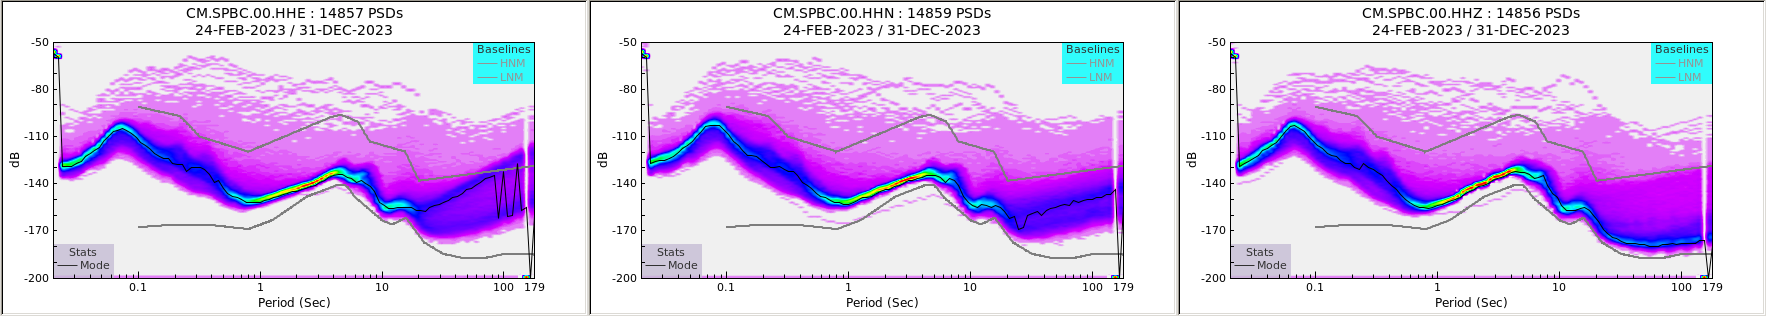 CM.SPBC.00.HHE : 14857 PSDs
24-FEB-2023 / 31-DEC-2023
-50
-80
-110
-140
-170
-200
dB
Baselines
HNM
LNM
Stats
Mode
0.1 1 10 100 179
Period (Sec)
CM.SPBC.00.HHN : 14859 PSDs
24-FEB-2023 / 31-DEC-2023
-50
-80
-110
-140
-170
-200
dB
Baselines
HNM
LNM
Stats
Mode
0.1 1 10 100 179
Period (Sec)
CM.SPBC.00.HHZ : 14856 PSDs
24-FEB-2023 / 31-DEC-2023
-50
-80
-110
-140
-170
-200
dB
Baselines
HNM
LNM
Stats
Mode
0.1 1 10 100 179
Period (Sec)